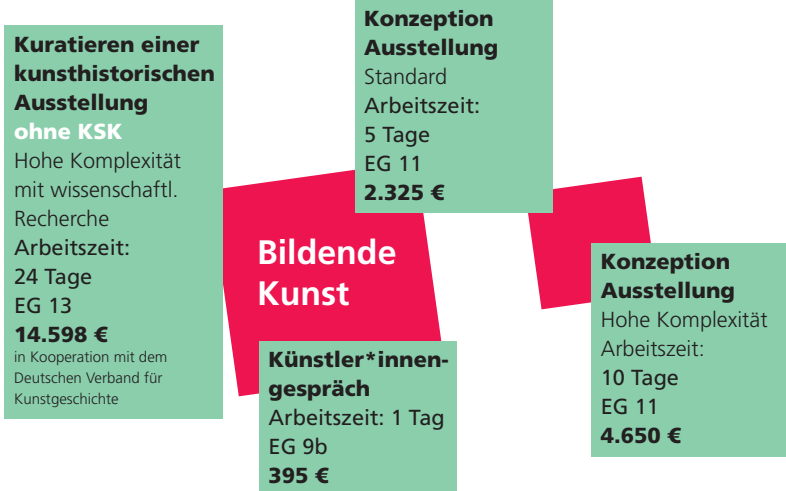 Kuratieren einer
kunsthistorischen
Ausstellung
ohne KSK
Hohe Komplexität
mit wissenschaftl.
Recherche
Arbeitszeit:
24 Tage
EG 13
14.598 €
in Kooperation mit dem
Deutschen Verband für
Kunstgeschichte
Konzeption
Ausstellung
Standard
Arbeitszeit:
5 Tage
EG 11
2.325 €
Bildende
Kunst
Künstler*innen-
gespräch
Arbeitszeit: 1 Tag
EG 9b
395 €
Konzeption
Ausstellung
Hohe Komplexität
Arbeitszeit:
10 Tage
EG 11
4.650 €